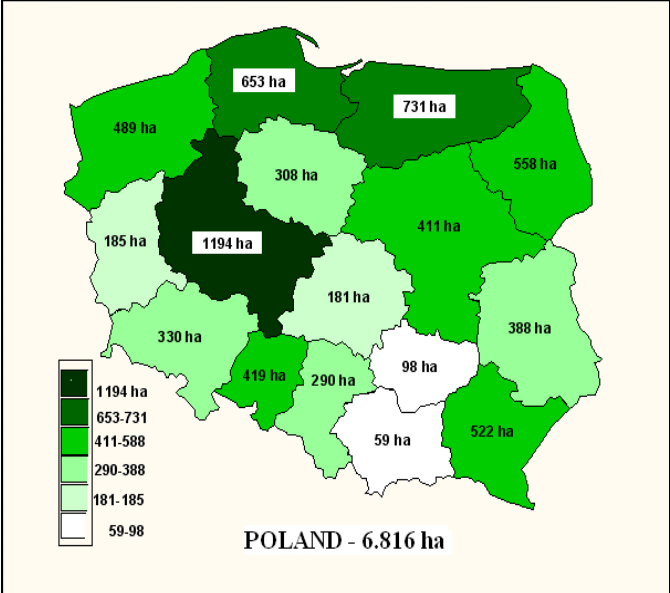 653 ha
731 ha
489 ha
558 ha
308 ha
411 ha
185 ha
1194 ha
181 ha
388 ha
330 ha
98 ha
419 ha
290 ha
59 ha
522 ha
1194 ha
653-731
411-588
290-388
181-185
59-98
POLAND - 6.816 ha